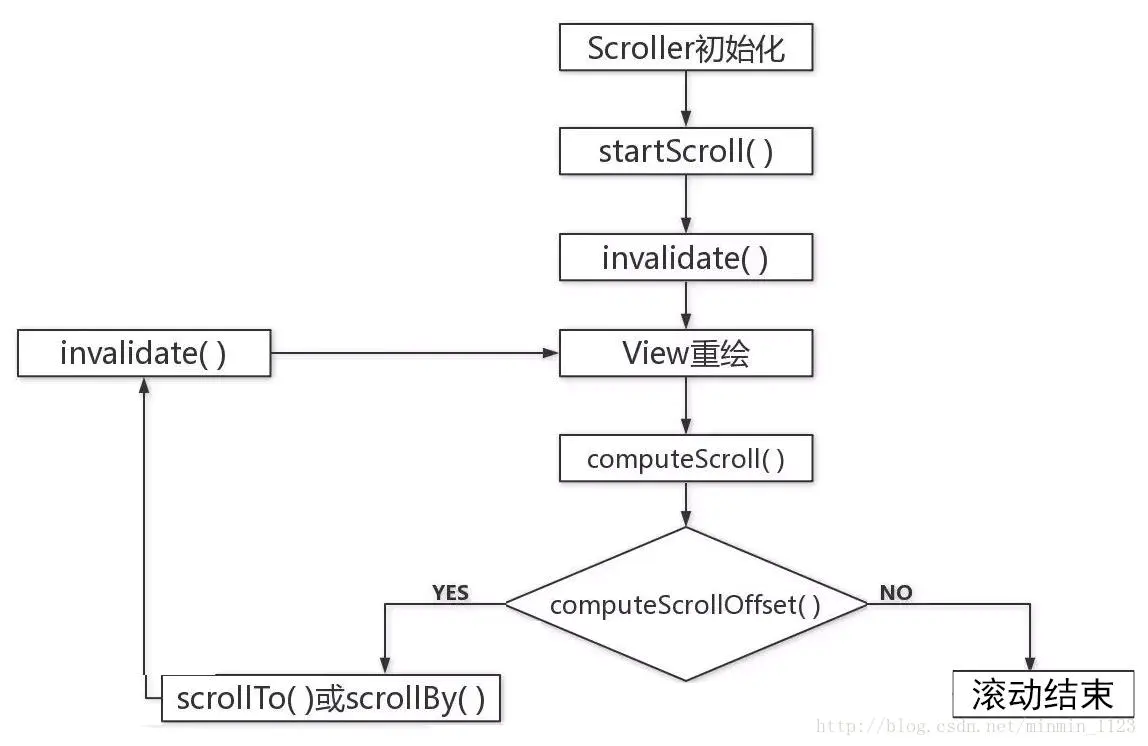 Scroller初始化
startScroll( )
invalidate( )
invalidate( )
View重绘
computeScroll( )
YES
NO
computeScrollOffset( )
scrollTo( )或scrollBy( )
滚动结束
http://blog.csdn.net/minmin_1123